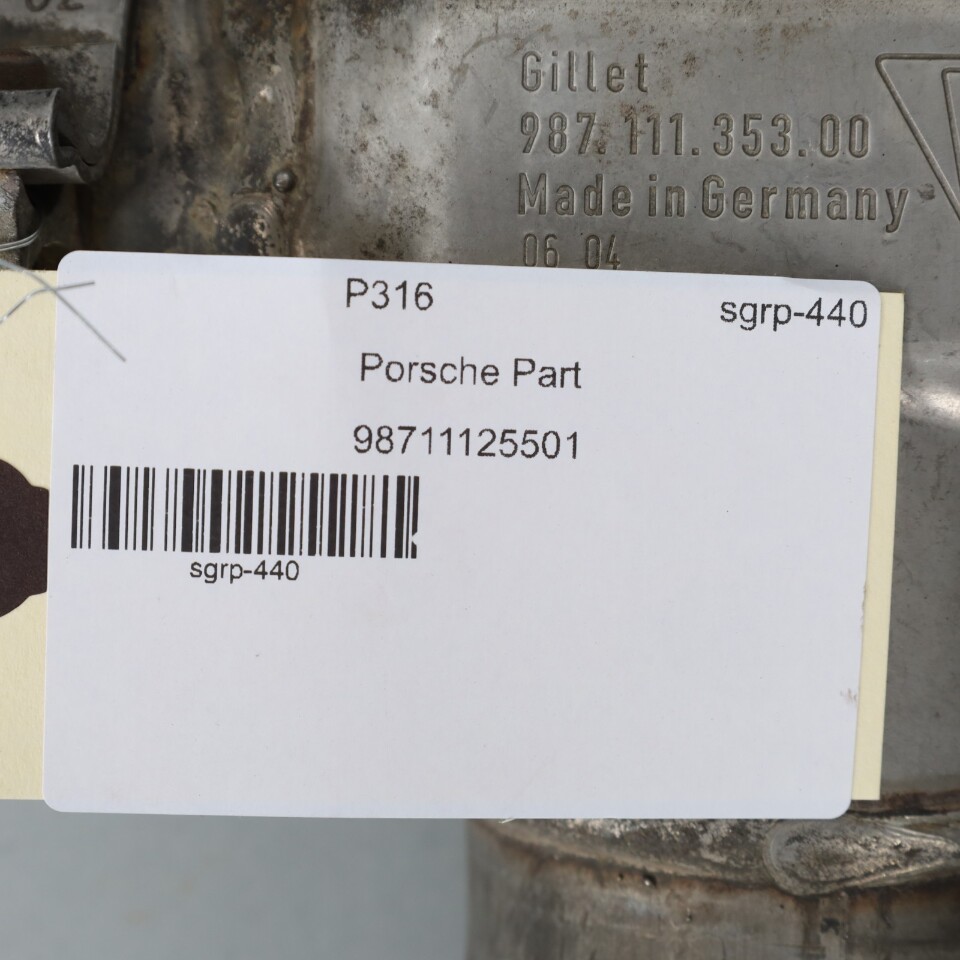 Gillet
987.111.353.00
Made in Germany
06 04
P316
sgrp-440
Porsche Part
98711125501
sgrp-440